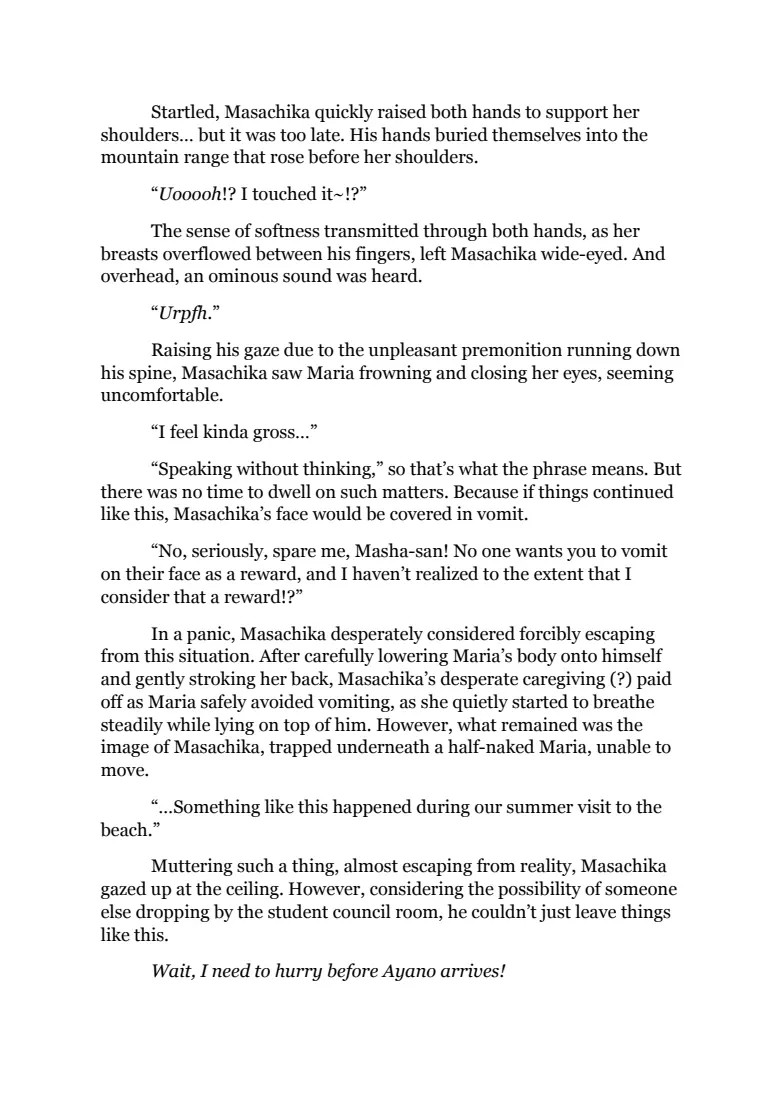 Startled, Masachika quickly raised both hands to support her
shoulders... but it was too late. His hands buried themselves into the
mountain range that rose before her shoulders.
“Uooooh!? I touched it~!?”
The sense of softness transmitted through both hands, as her
breasts overflowed between his fingers, left Masachika wide-eyed. And
overhead, an ominous sound was heard.
“Urpfh.”
Raising his gaze due to the unpleasant premonition running down
his spine, Masachika saw Maria frowning and closing her eyes, seeming
uncomfortable.
“I feel kinda gross...”
“Speaking without thinking,” so that’s what the phrase means. But
there was no time to dwell on such matters. Because if things continued
like this, Masachika’s face would be covered in vomit.
“No, seriously, spare me, Masha-san! No one wants you to vomit
on their face as a reward, and I haven’t realized to the extent that I
consider that a reward!?”
In a panic, Masachika desperately considered forcibly escaping
from this situation. After carefully lowering Maria’s body onto himself
and gently stroking her back, Masachika’s desperate caregiving (?) paid
off as Maria safely avoided vomiting, as she quietly started to breathe
steadily while lying on top of him. However, what remained was the
image of Masachika, trapped underneath a half-naked Maria, unable to
move.
“...Something like this happened during our summer visit to the
beach.”
Muttering such a thing, almost escaping from reality, Masachika
gazed up at the ceiling. However, considering the possibility of someone
else dropping by the student council room, he couldn’t just leave things
like this.
Wait, I need to hurry before Ayano arrives!